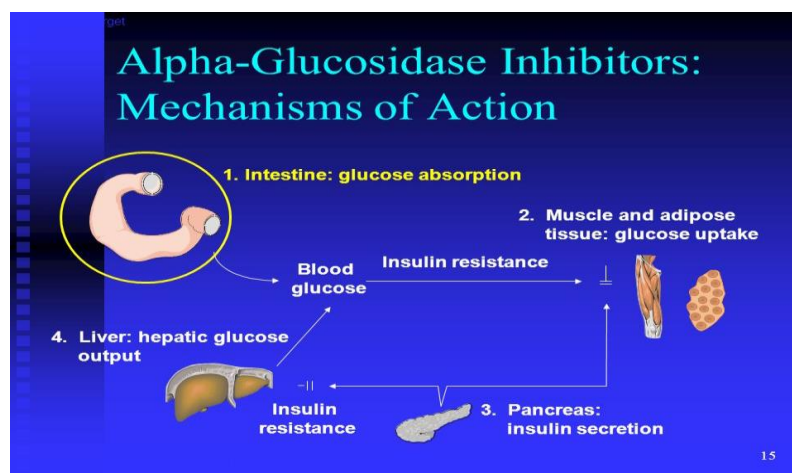 rget
Alpha-Glucosidase Inhibitors:
Mechanisms of Action
1. Intestine: glucose absorption
2. Muscle and adipose
tissue: glucose uptake
Insulin resistance
Blood
glucose
4. Liver: hepatic glucose
output
Insulin
resistance
3. Pancreas:
insulin secretion
15